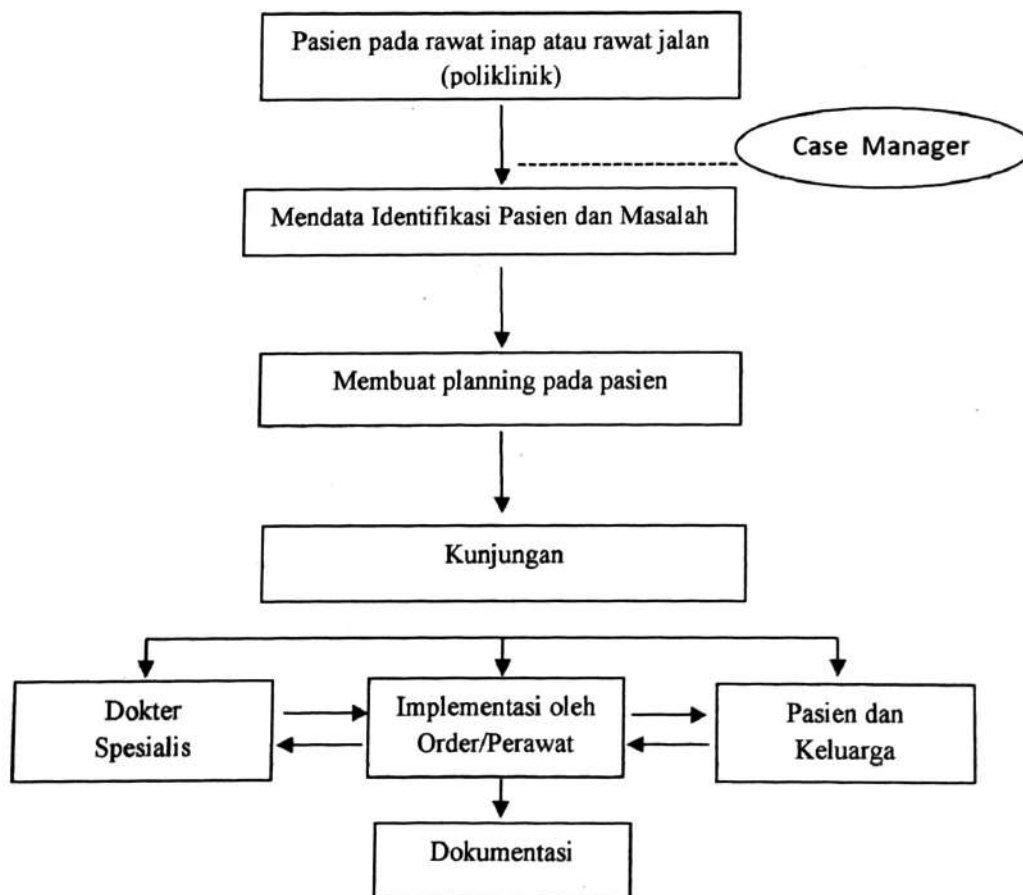 Pasien pada rawat inap atau rawat jalan
(poliklinik)
Case Manager
Mendata Identifikasi Pasien dan Masalah
Membuat planning pada pasien
Kunjungan
Dokter
Spesialis
Implementasi oleh
Order/Perawat
Pasien dan
Keluarga
Dokumentasi